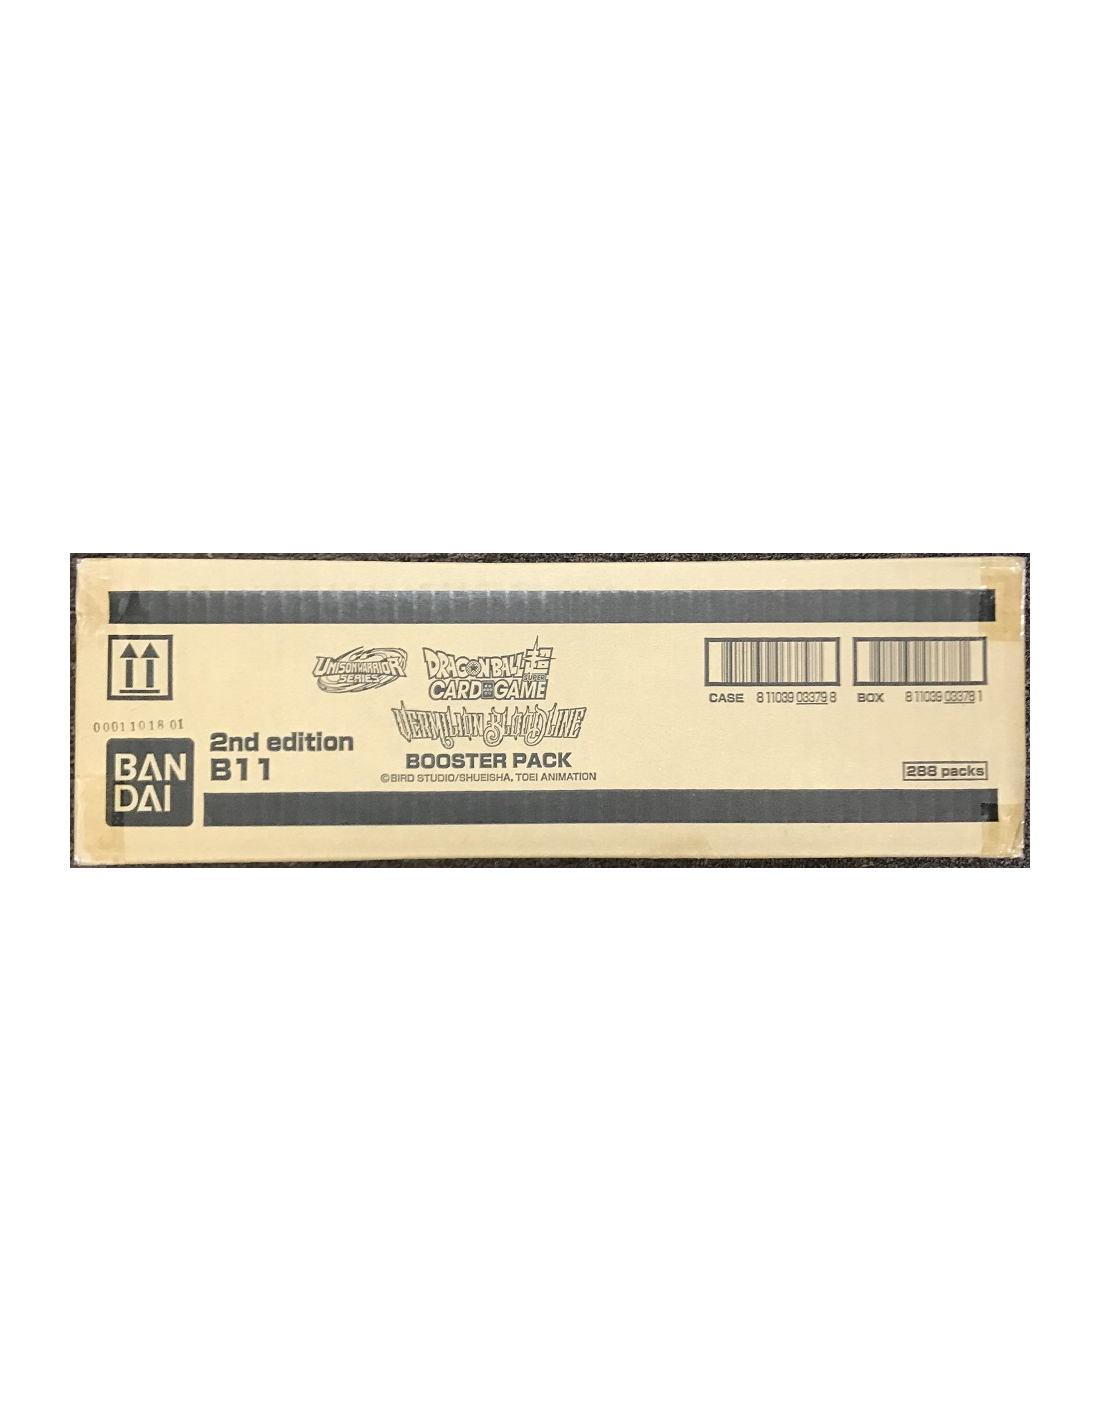 UNISON WARRIOR
SERIES
DRAGON BALL 超
SUPER
CARD GAME
VERMILION BLOODLINE
BOOSTER PACK
©BIRD STUDIO/SHUEISHA, TOEI ANIMATION
00011018 01
BAN
DAI
2nd edition
B11
CASE 8 11039 03379 8
BOX 8 11039 03378 1
288 packs